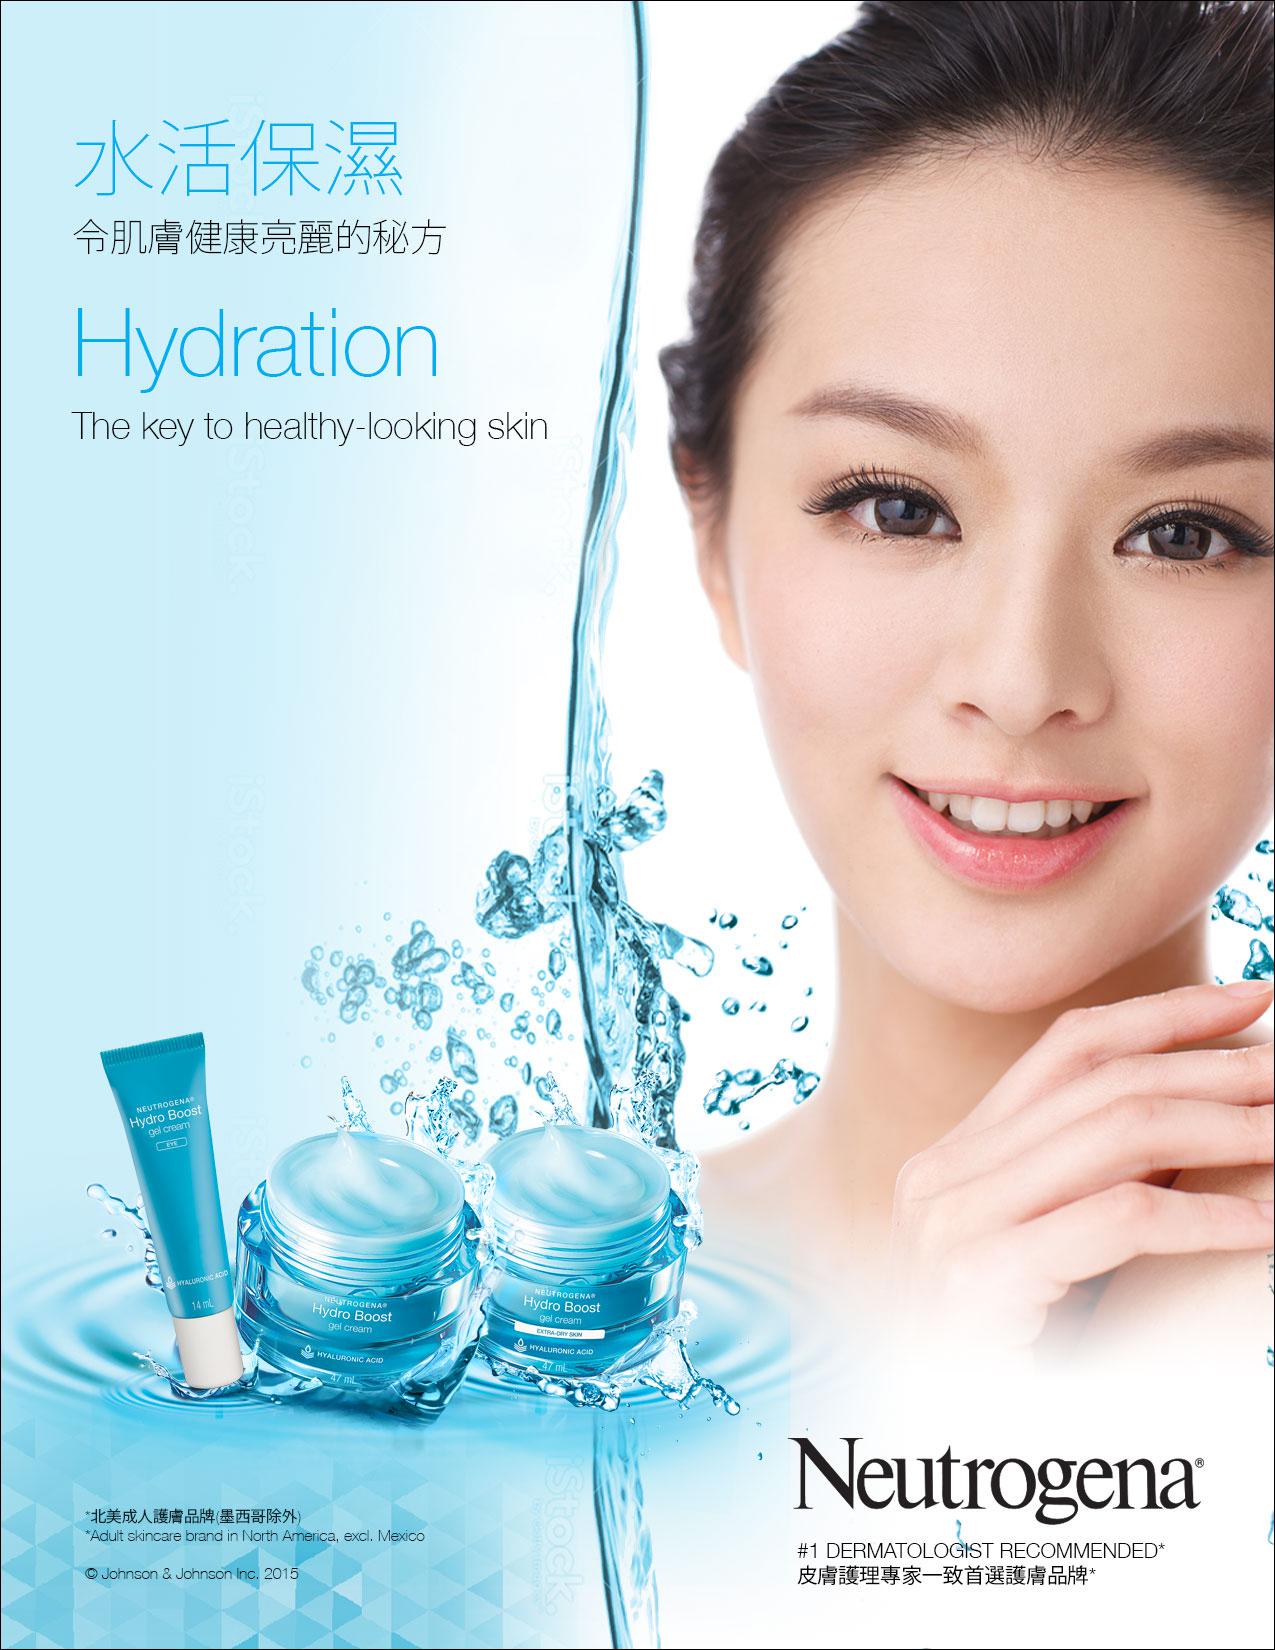 水活保濕
令肌膚健康亮麗的秘方
Hydration
The key to healthy-looking skin
iStock.
iStock.
iStock.
NEUTROGENA®
Hydro Boost
gel cream
EYE
HYALURONIC ACID
14 mL
NEUTROGENA®
Hydro Boost
gel cream
HYALURONIC ACID
47 mL
NEUTROGENA®
Hydro Boost
gel cream
EXTRA-DRY SKIN
HYALURONIC ACID
47 mL
Neutrogena®
#1 DERMATOLOGIST RECOMMENDED*
皮膚護理專家一致首選護膚品牌*
*北美成人護膚品牌(墨西哥除外)
*Adult skincare brand in North America, excl. Mexico
© Johnson & Johnson Inc. 2015